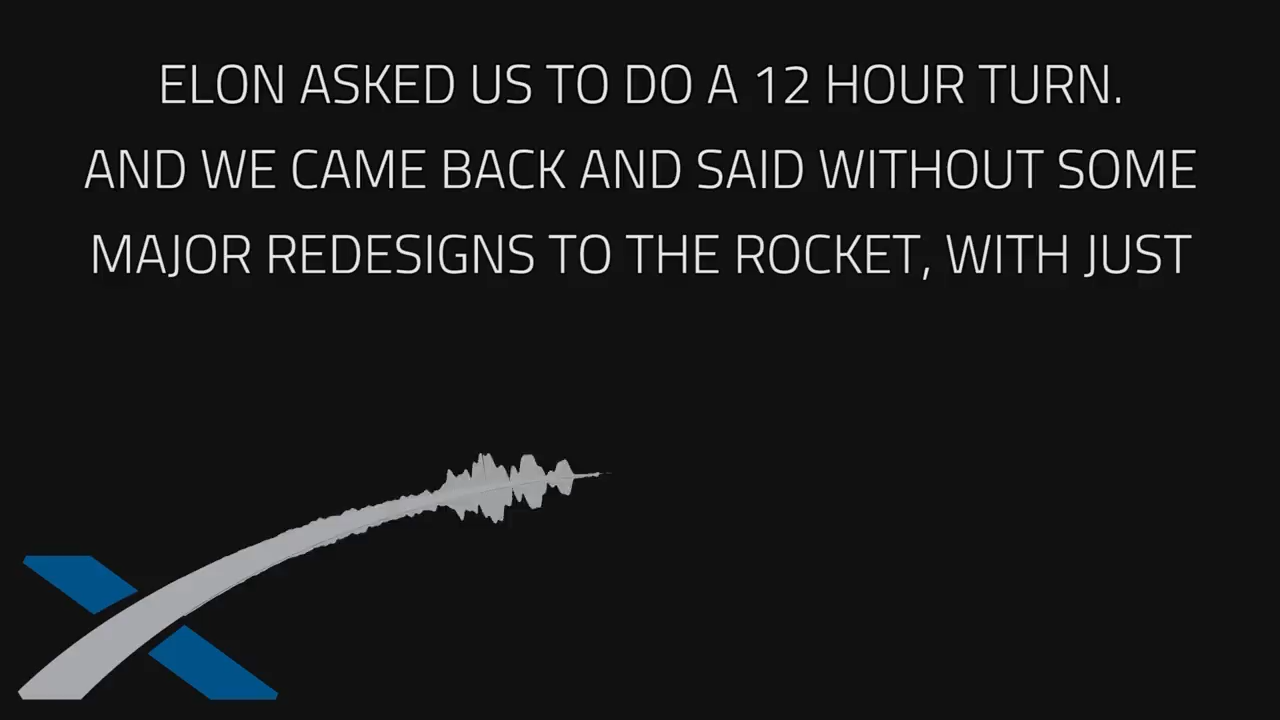 ELON ASKED US TO DO A 12 HOUR TURN.
AND WE CAME BACK AND SAID WITHOUT SOME
MAJOR REDESIGNS TO THE ROCKET, WITH JUST